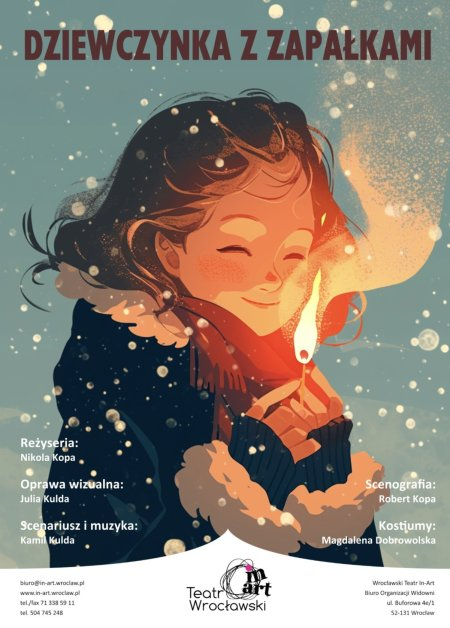 DZIEWCZYNKA Z ZAPAŁKAMI
Reżyseria:
Nikola Kopa
Oprawa wizualna:
Julia Kulda
Scenariusz i muzyka:
Kamil Kulda
Scenografia:
Robert Kopa
Kostjumy:
Magdalena Dobrowolska
biuro@in-art.wroclaw.pl
www.in-art.wroclaw.pl
tel./fax 71 338 59 11
tel. 504 745 248
in
art
Teatr
Wrocławski
Wrocławski Teatr In-Art
Biuro Organizacji Widowni
ul. Buforowa 4e/1
52-131 Wrocław